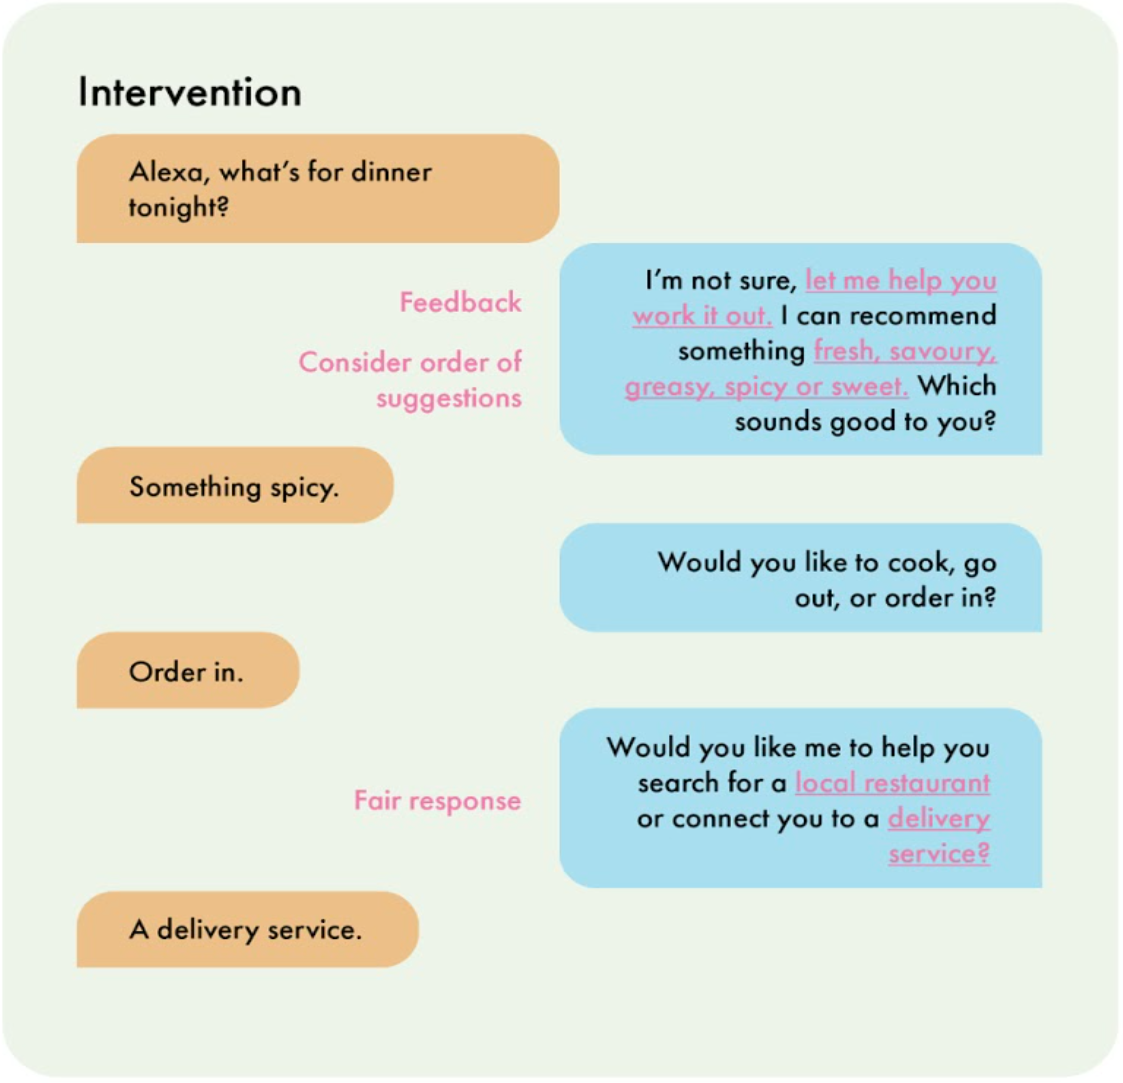 Intervention
Alexa, what's for dinner
tonight?
Feedback
Consider order of
suggestions
I'm not sure, let me help you
work it out. I can recommend
something fresh, savoury,
greasy, spicy or sweet. Which
sounds good to you?
Something spicy.
Would you like to cook, go
out, or order in?
Order in.
Fair response
Would you like me to help you
search for a local restaurant
or connect you to a delivery
service?
A delivery service.